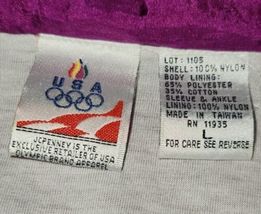 USA
JCPENNEY IS THE
EXCLUSIVE RETAILER OF USA
OLYMPIC BRAND APPAREL
LOT: 1105
SHELL: 100% NYLON
BODY LINING:
65% POLYESTER
35% COTTON
SLEEVE & ANKLE
LINING: 100% NYLON
MADE IN TAIWAN
RN 11935
L
FOR CARE SEE REVERSE